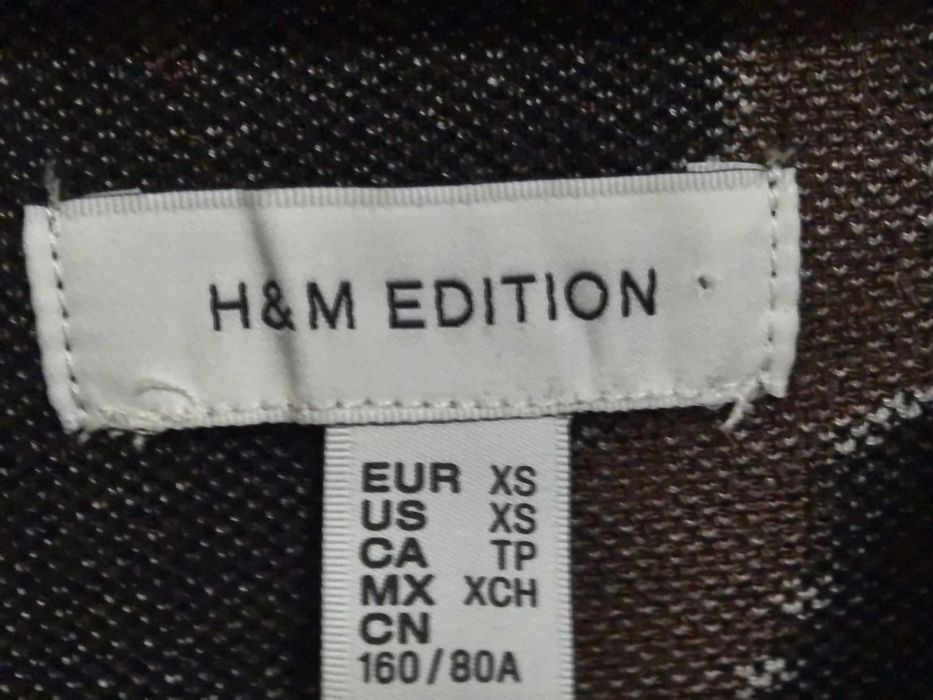 H&M EDITION
EUR XS
US XS
CA TP
MX XCH
CN
160/80A